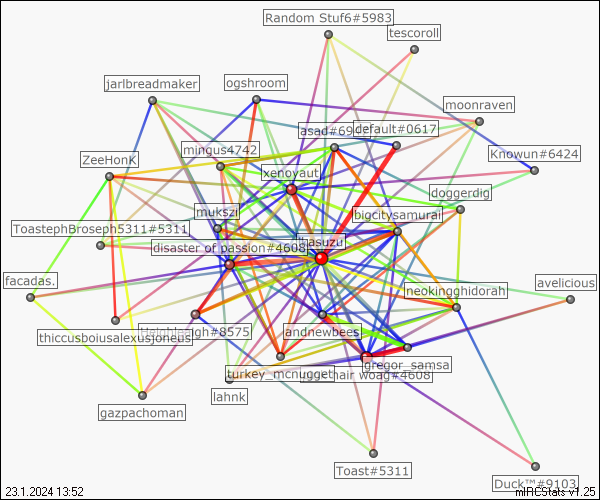 Random Stuf6#5983
tescoroll
jarlbreadmaker
ogshroom
moonraven
asad#69
default#0617
mingus4742
Knowun#6424
ZeeHonK
xenoyaut
doggerdig
mukszi
bigcitysamurai
ToastephBroseph5311#5311
disaster of passion#4608
hasuzu
facadas.
neokingghidorah
avelicious
thiccusboiusalexusjoneus
#8575
andnewbees
gregor_samsa
turkey_mcnugget
hair woag#4608
lahnk
gazpachoman
Toast#5311
Duck™#9103
23.1.2024 13:52
mIRCStats v1.25